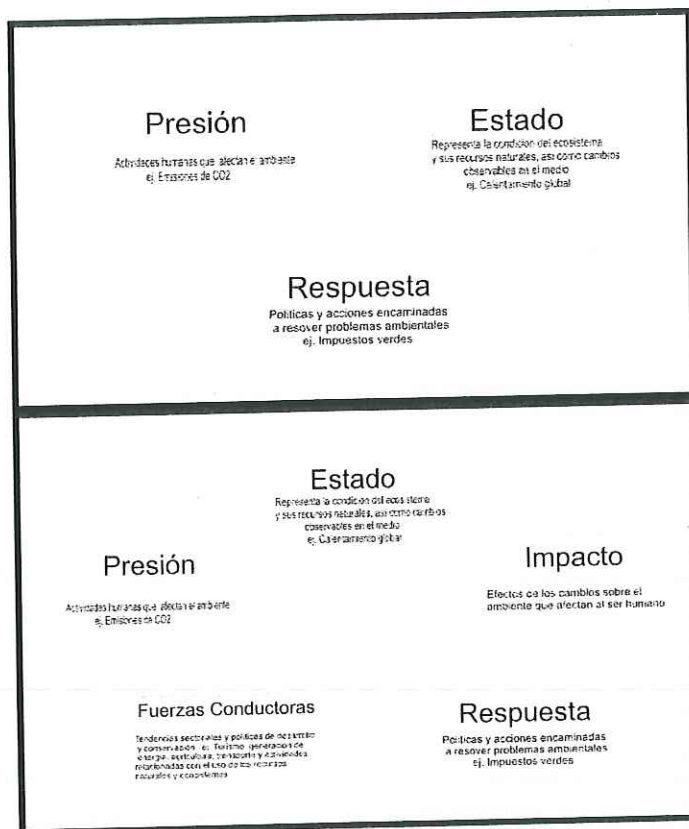 Presión
Actividades humanas que afectan el ambiente
ej. Emisiones de CO2
Estado
Representa la condición del ecosistema
y sus recursos naturales, así como cambios
observables en el medio
ej. Calentamiento global
Respuesta
Políticas y acciones encaminadas
a resover problemas ambientales
ej. Impuestos verdes
Estado
Representa la condición del ecosistema
y sus recursos naturales, así como cambios
observables en el medio
ej. Calentamiento global
Presión
Actividades humanas que afectan el ambiente
ej. Emisiones de CO2
Impacto
Efectos de los cambios sobre el
ambiente que afectan al ser humano
Fuerzas Conductoras
Tendencias sectoriales y políticas de desarrollo
y conservación ej. Turismo, generación de
energía, agricultura, transporte y actividades
relacionadas con el uso de los recursos
naturales y ecosistemas
Respuesta
Políticas y acciones encaminadas
a resover problemas ambientales
ej. Impuestos verdes